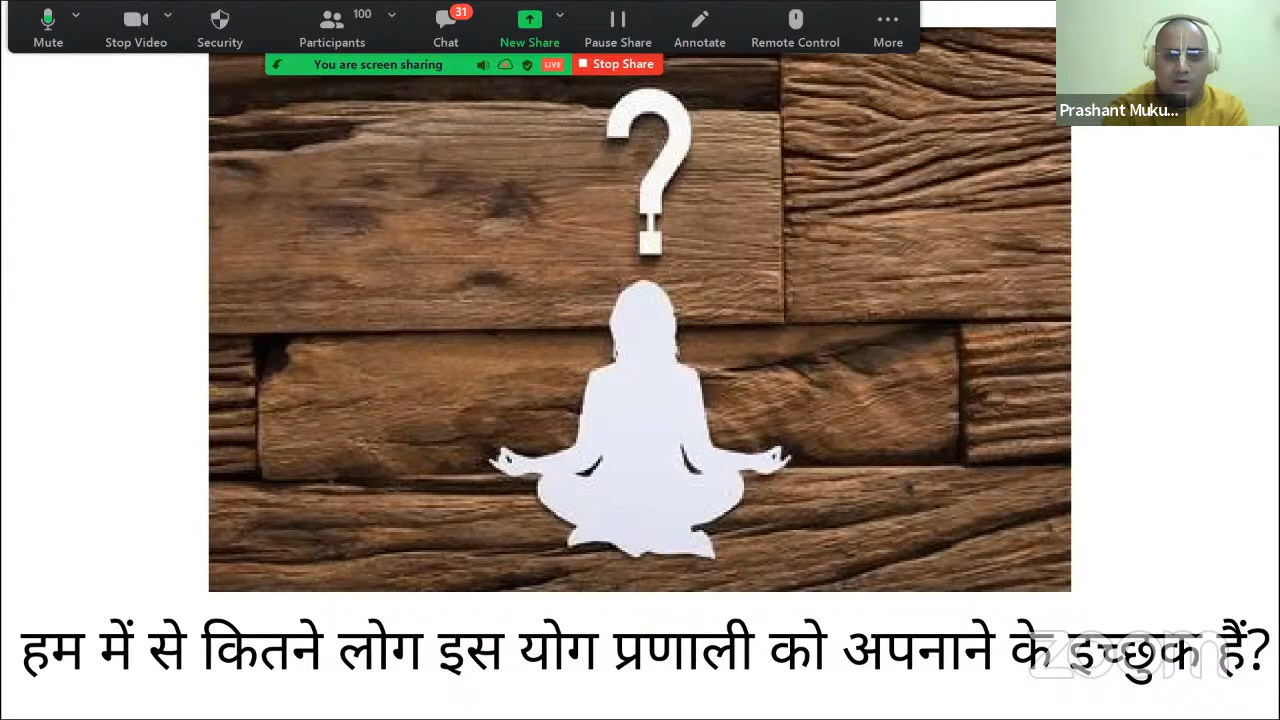 100
31
Mute
Stop Video
Security
Participants
Chat
New Share
Pause Share
Annotate
Remote Control
More
You are screen sharing
LIVE
Stop Share
Prashant Muku...
?
हम में से कितने लोग इस योग प्रणाली को अपनाने के इच्छुक हैं?
zoom